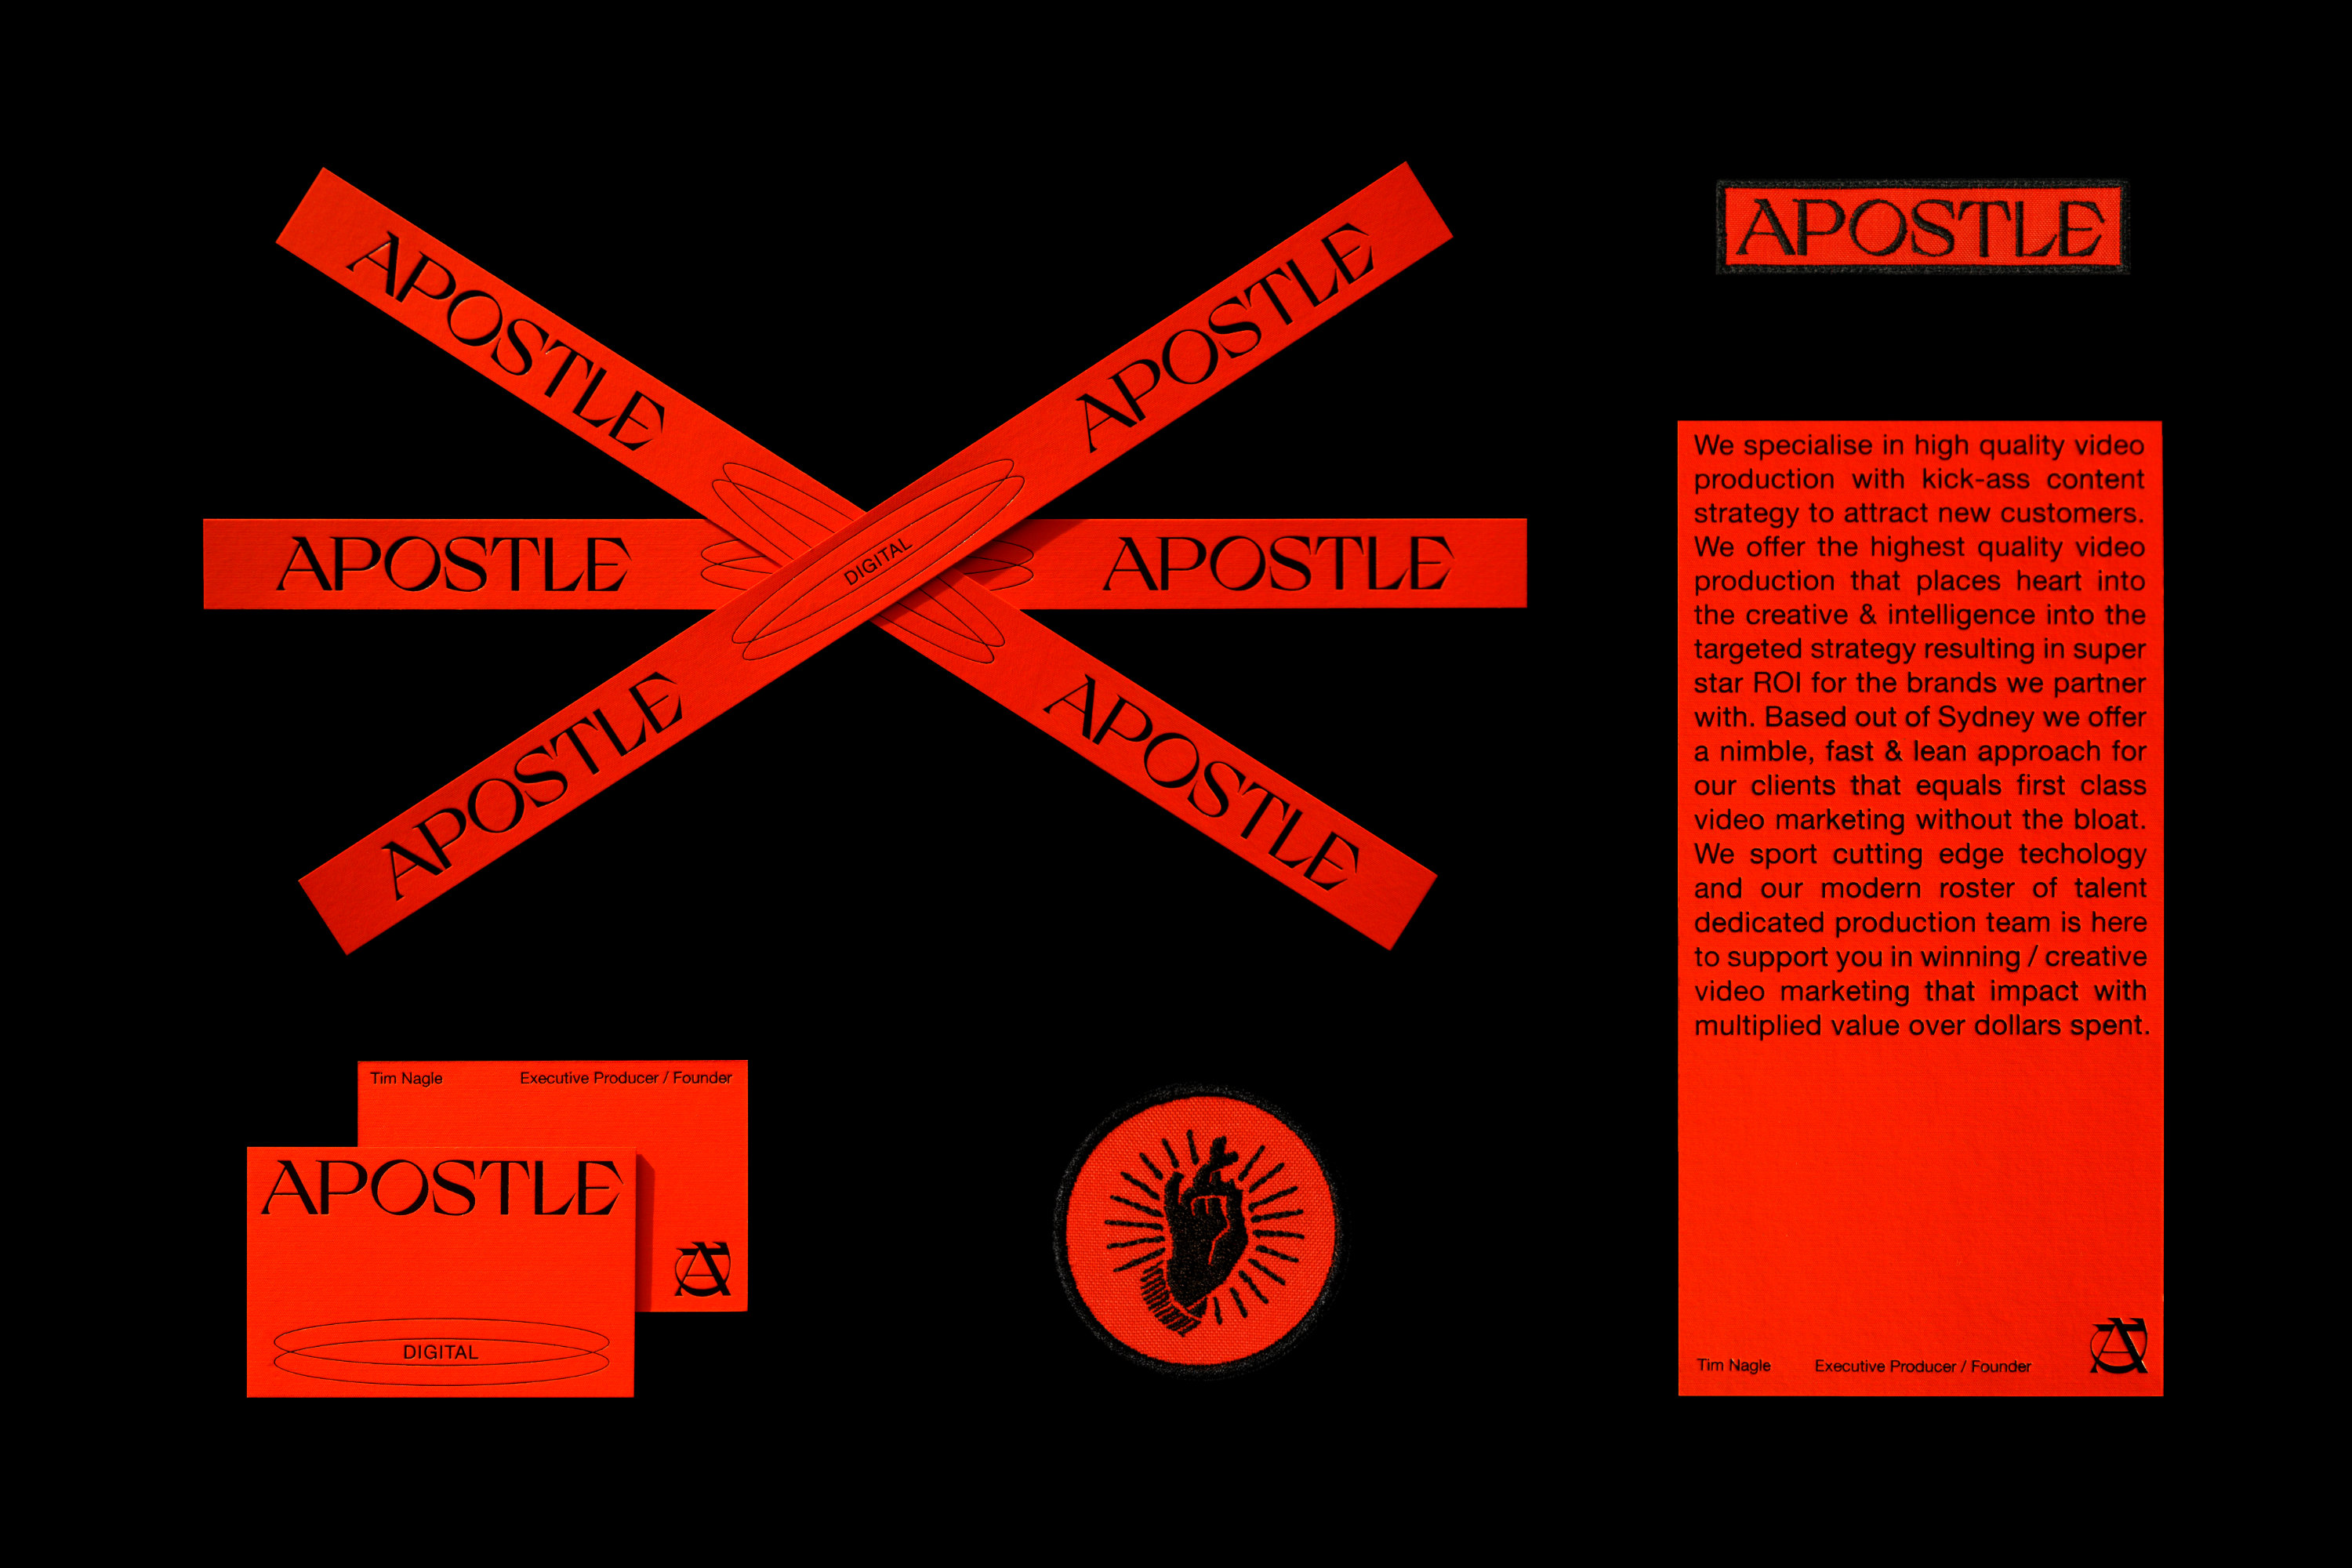 APOSTLE
APOSTLE
APOSTLE
APOSTLE
DIGITAL
APOSTLE
APOSTLE
APOSTLE
We specialise in high quality video
production with kick-ass content
strategy to attract new customers.
We offer the highest quality video
production that places heart into
the creative & intelligence into the
targeted strategy resulting in super
star ROI for the brands we partner
with. Based out of Sydney we offer
a nimble, fast & lean approach for
our clients that equals first class
video marketing without the bloat.
We sport cutting edge techology
and our modern roster of talent
dedicated production team is here
to support you in winning / creative
video marketing that impact with
multiplied value over dollars spent.
Tim Nagle Executive Producer / Founder
Tim Nagle Executive Producer / Founder
APOSTLE
DIGITAL